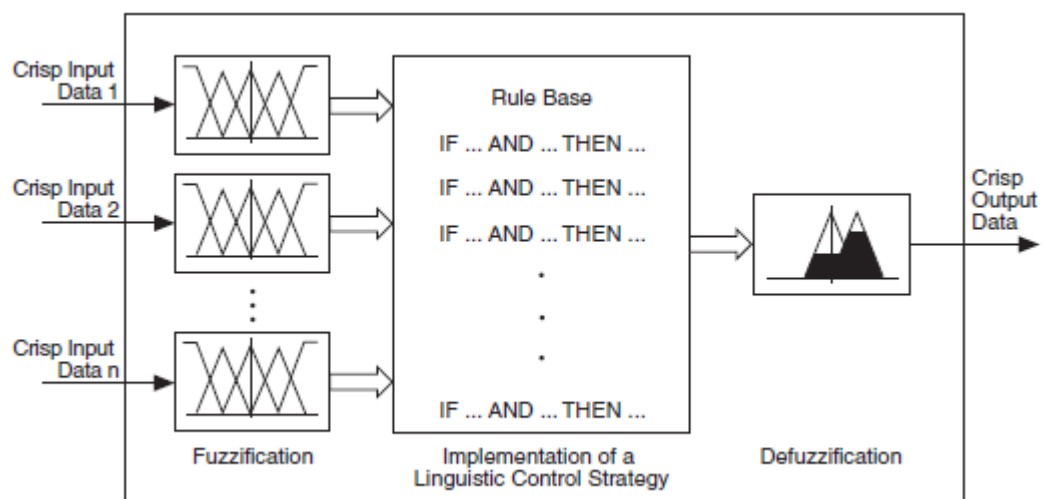 Crisp Input
Data 1
Crisp Input
Data 2
Crisp Input
Data n
Fuzzification
Rule Base
IF ... AND ... THEN ...
IF ... AND ... THEN ...
IF ... AND ... THEN ...
IF ... AND ... THEN ...
Implementation of a
Linguistic Control Strategy
Defuzzification
Crisp
Output
Data